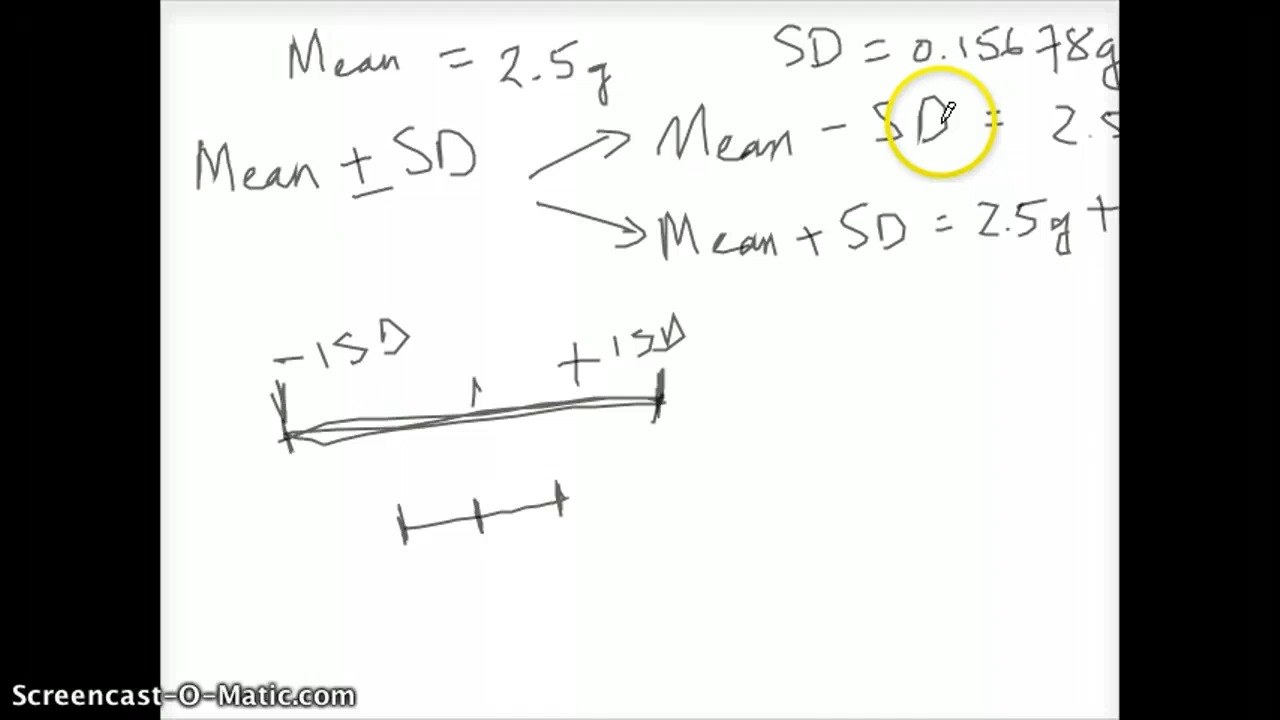 Mean = 2.5g
SD = 0.15678g
Mean ± SD
Mean - SD = 2.5
Mean + SD = 2.5g +
-1SD
+1SD
Screencast-O-Matic.com